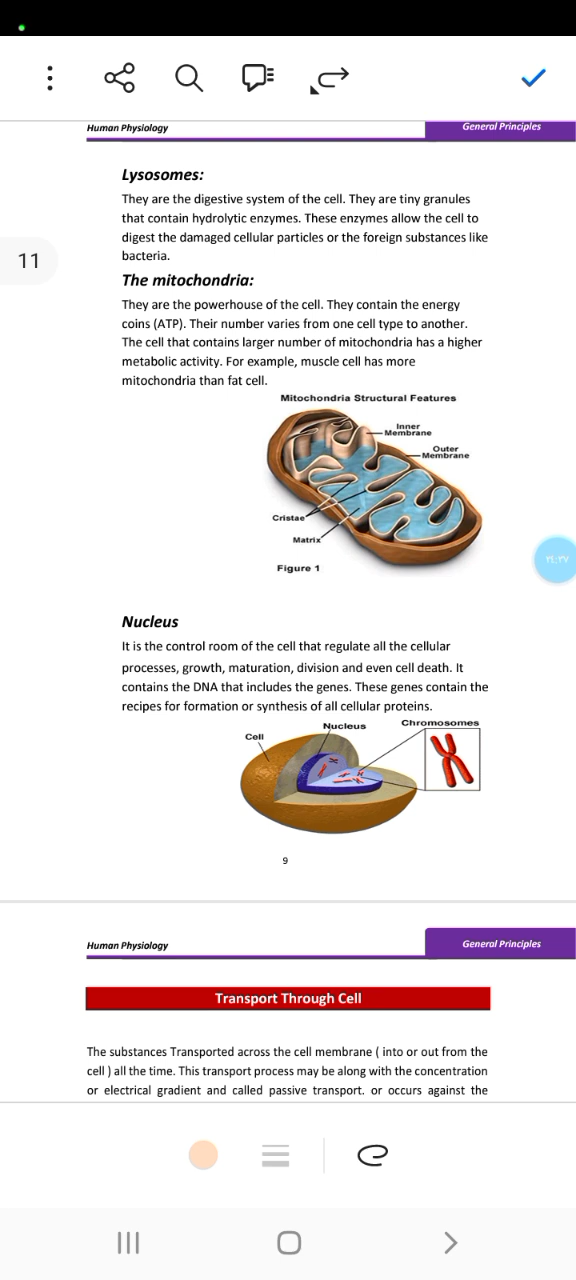 Human Physiology
General Principles
Lysosomes:
They are the digestive system of the cell. They are tiny granules
that contain hydrolytic enzymes. These enzymes allow the cell to
digest the damaged cellular particles or the foreign substances like
bacteria.
11
The mitochondria:
They are the powerhouse of the cell. They contain the energy
coins (ATP). Their number varies from one cell type to another.
The cell that contains larger number of mitochondria has a higher
metabolic activity. For example, muscle cell has more
mitochondria than fat cell.
Mitochondria Structural Features
Inner
Membrane
Outer
Membrane
Cristae
Matrix
Figure 1
٢٤:٣٧
Nucleus
It is the control room of the cell that regulate all the cellular
processes, growth, maturation, division and even cell death. It
contains the DNA that includes the genes. These genes contain the
recipes for formation or synthesis of all cellular proteins.
Cell
Nucleus
Chromosomes
9
Human Physiology
General Principles
Transport Through Cell
The substances Transported across the cell membrane ( into or out from the
cell ) all the time. This transport process may be along with the concentration
or electrical gradient and called passive transport. or occurs against the